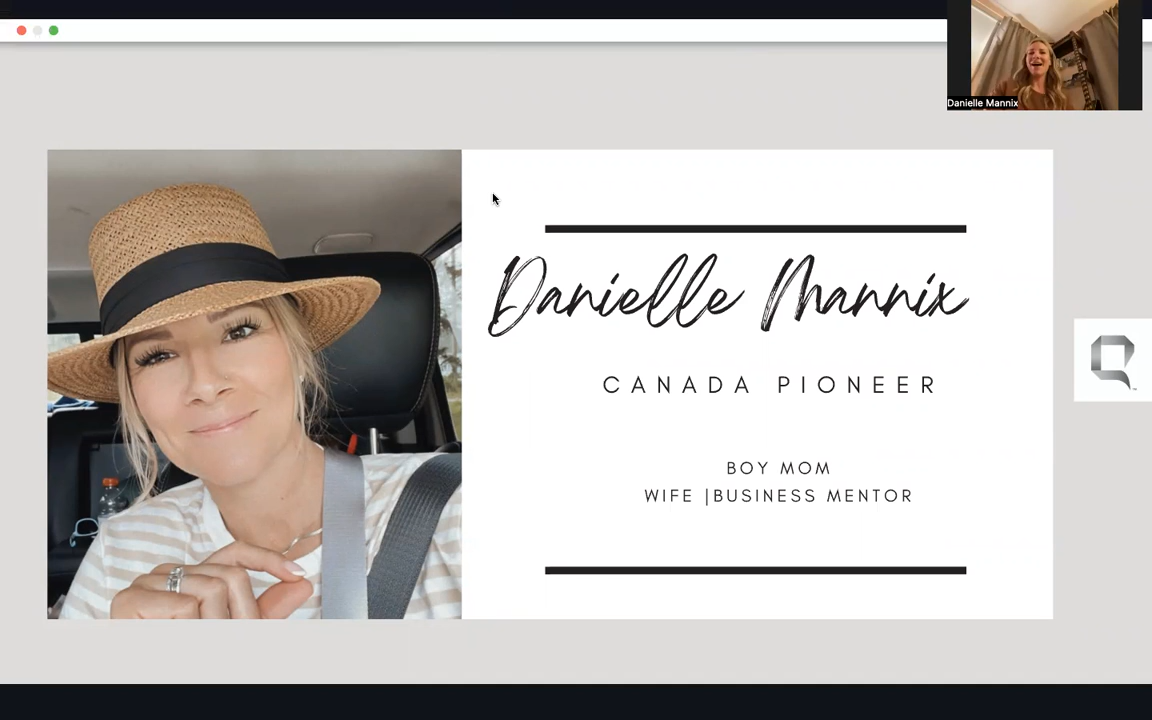 Danielle Mannix
Danielle Mannix
CANADA PIONEER
BOY MOM
WIFE |BUSINESS MENTOR